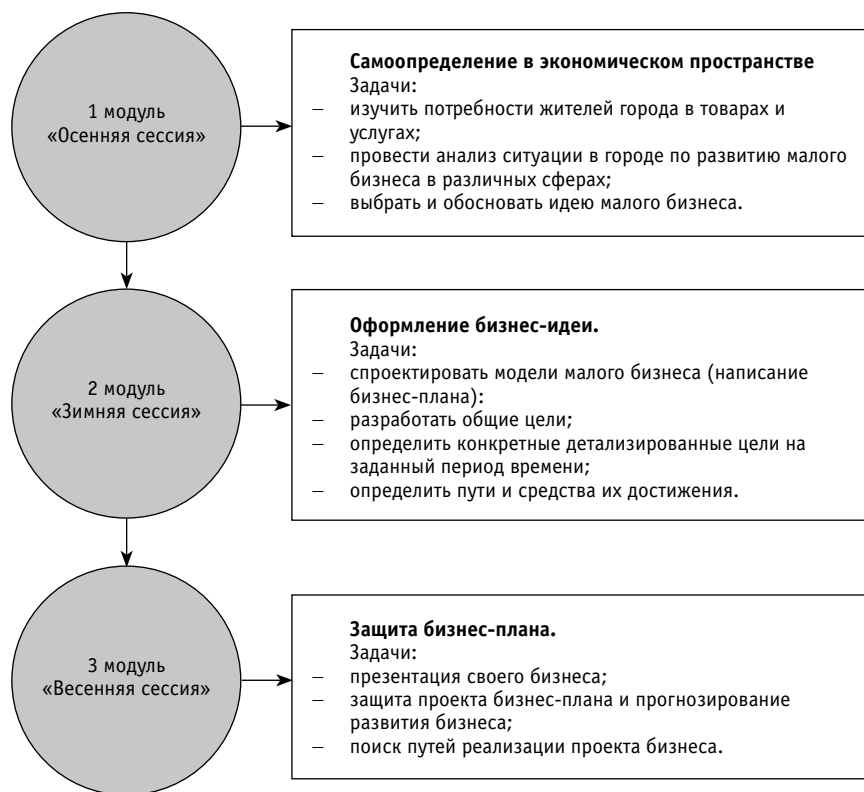 1 модуль
«Осенняя сессия»
Самоопределение в экономическом пространстве
Задачи:
– изучить потребности жителей города в товарах и
услугах;
– провести анализ ситуации в городе по развитию малого
бизнеса в различных сферах;
– выбрать и обосновать идею малого бизнеса.
2 модуль
«Зимняя сессия»
Оформление бизнес-идеи.
Задачи:
– спроектировать модели малого бизнеса (написание
бизнес-плана):
– разработать общие цели;
– определить конкретные детализированные цели на
заданный период времени;
– определить пути и средства их достижения.
3 модуль
«Весенняя сессия»
Защита бизнес-плана.
Задачи:
– презентация своего бизнеса;
– защита проекта бизнес-плана и прогнозирование
развития бизнеса;
– поиск путей реализации проекта бизнеса.